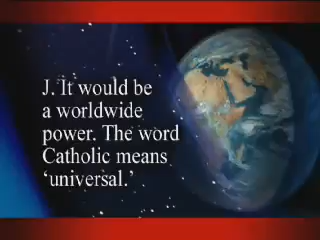 J. It would be
a worldwide
power. The word
Catholic means
‘universal.’